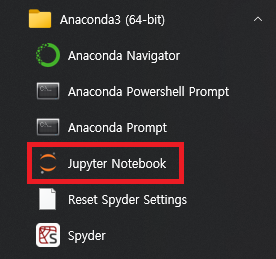 Anaconda3 (64-bit)
Anaconda Navigator
Anaconda Powershell Prompt
Anaconda Prompt
Jupyter Notebook
Reset Spyder Settings
Spyder